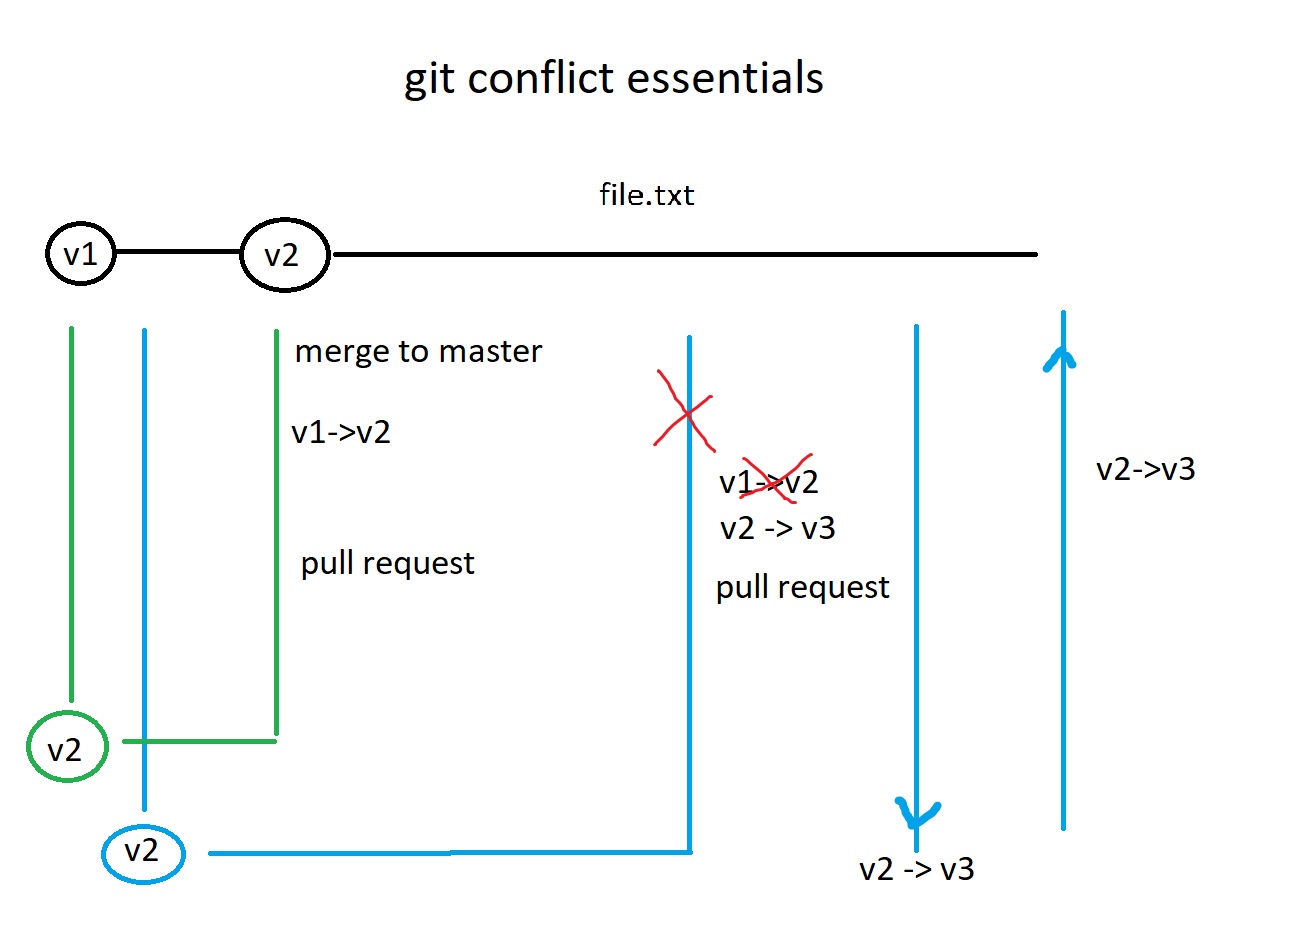 git conflict essentials
file.txt
v1
v2
merge to master
v1->v2
pull request
v1->v2
v2 -> v3
pull request
v2->v3
v2
v2
v2 -> v3